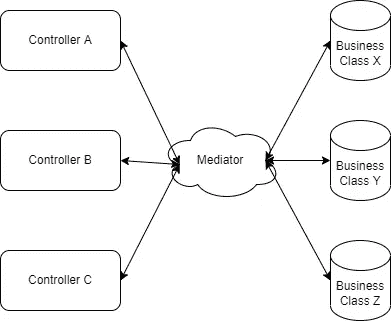 Controller A
Business
Class X
Controller B
Mediator
Business
Class Y
Controller C
Business
Class Z